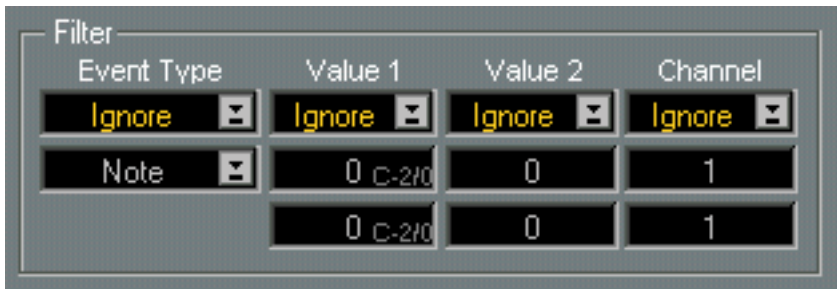 Filter
Event Type Value 1 Value 2 Channel
Ignore Ignore Ignore Ignore
Note 0 C-2/0 0 1
0 C-2/0 0 1